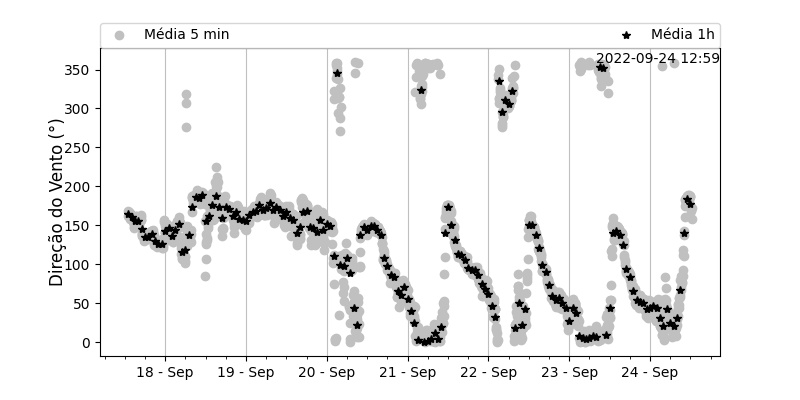 Média 5 min
Média 1h
2022-09-24 12:59
Direção do Vento (°)
350
300
250
200
150
100
50
0
18 - Sep
19 - Sep
20 - Sep
21 - Sep
22 - Sep
23 - Sep
24 - Sep